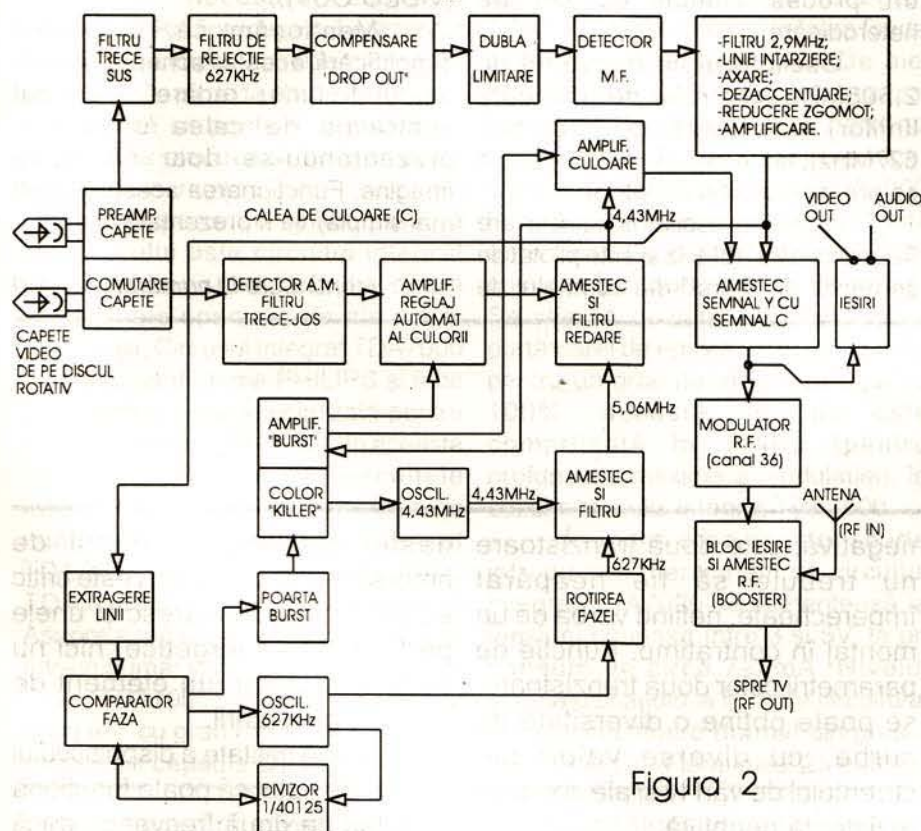 FILTRU
TRECE
SUS
FILTRU DE
REJECTIE
627KHz
COMPENSARE
"DROP OUT"
DUBLA
LIMITARE
DETECTOR
M.F.
-FILTRU 2,9MHz;
-LINIE INTARZIERE;
-AXARE;
-DEZACCENTUARE;
-REDUCERE ZGOMOT;
-AMPLIFICARE.
AMPLIF.
CULOARE
4,43MHz
VIDEO
OUT
AUDIO
OUT
PREAMP.
CAPETE
CALEA DE CULOARE (C)
COMUTARE
CAPETE
DETECTOR A.M.
FILTRU
TRECE-JOS
AMPLIF.
REGLAJ
AUTOMAT
AL CULORII
AMESTEC
SI
FILTRU
REDARE
AMESTEC
SEMNAL Y CU
SEMNAL C
IESIRI
CAPETE
VIDEO
DE PE DISCUL
ROTATIV
5,06MHz
AMPLIF.
"BURST"
COLOR
"KILLER"
OSCIL.
4,43MHz
4,43MHz
AMESTEC
SI
FILTRU
MODULATOR
R.F.
(canal 36)
ANTENA
(RF IN)
627KHz
BLOC IESIRE
SI AMESTEC
R.F.
(BOOSTER)
EXTRAGERE
LINII
POARTA
BURST
ROTIREA
FAZEI
COMPARATOR
FAZA
OSCIL.
627KHz
SPRE TV
(RF OUT)
DIVIZOR
1/40125
Figura 2